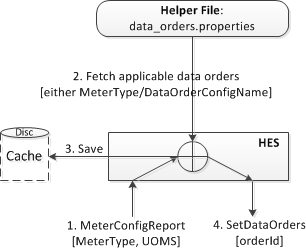 Helper File:
data_orders.properties
2. Fetch applicable data orders
[either MeterType/DataOrderConfigName]
Disc
Cache
3. Save
HES
1. MeterConfigReport
[MeterType, UOMS]
4. SetDataOrders
[orderId]